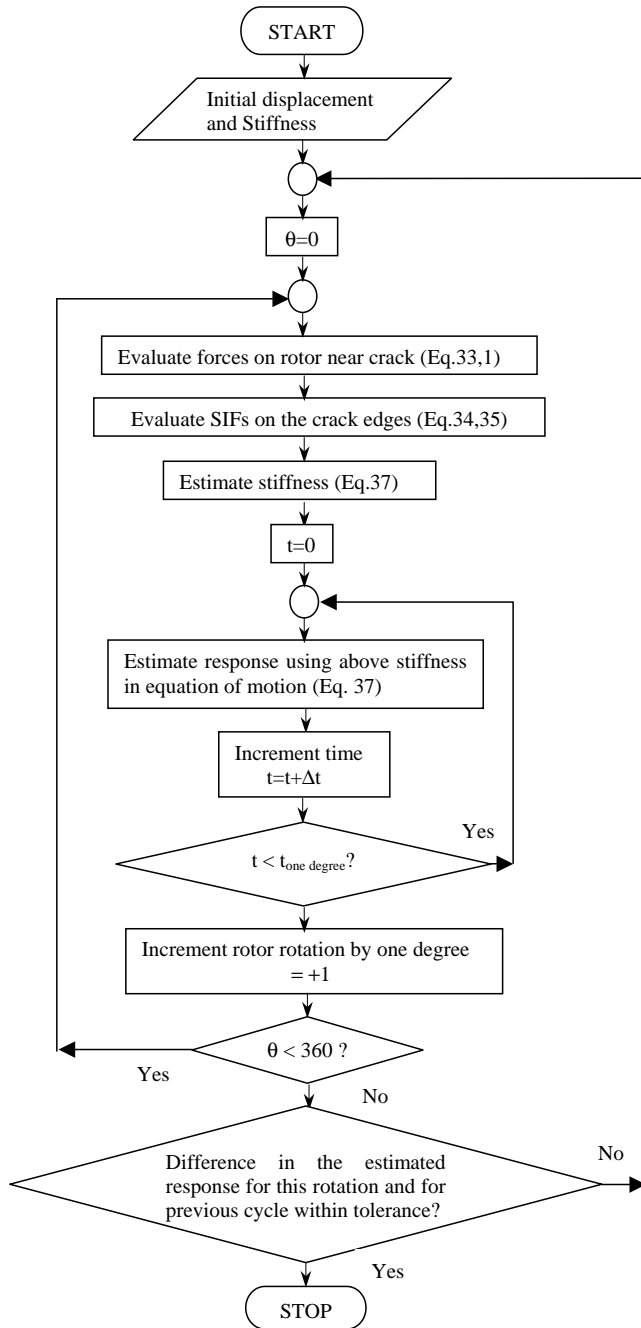 START
Initial displacement
and Stiffness
θ=0
Evaluate forces on rotor near crack (Eq.33,1)
Evaluate SIFs on the crack edges (Eq.34,35)
Estimate stiffness (Eq.37)
t=0
Estimate response using above stiffness
in equation of motion (Eq. 37)
Increment time
t=t+Δt
Yes
t < tone degree?
Increment rotor rotation by one degree
= +1
θ < 360 ?
Yes
No
Difference in the estimated
response for this rotation and for
previous cycle within tolerance?
No
Yes
STOP